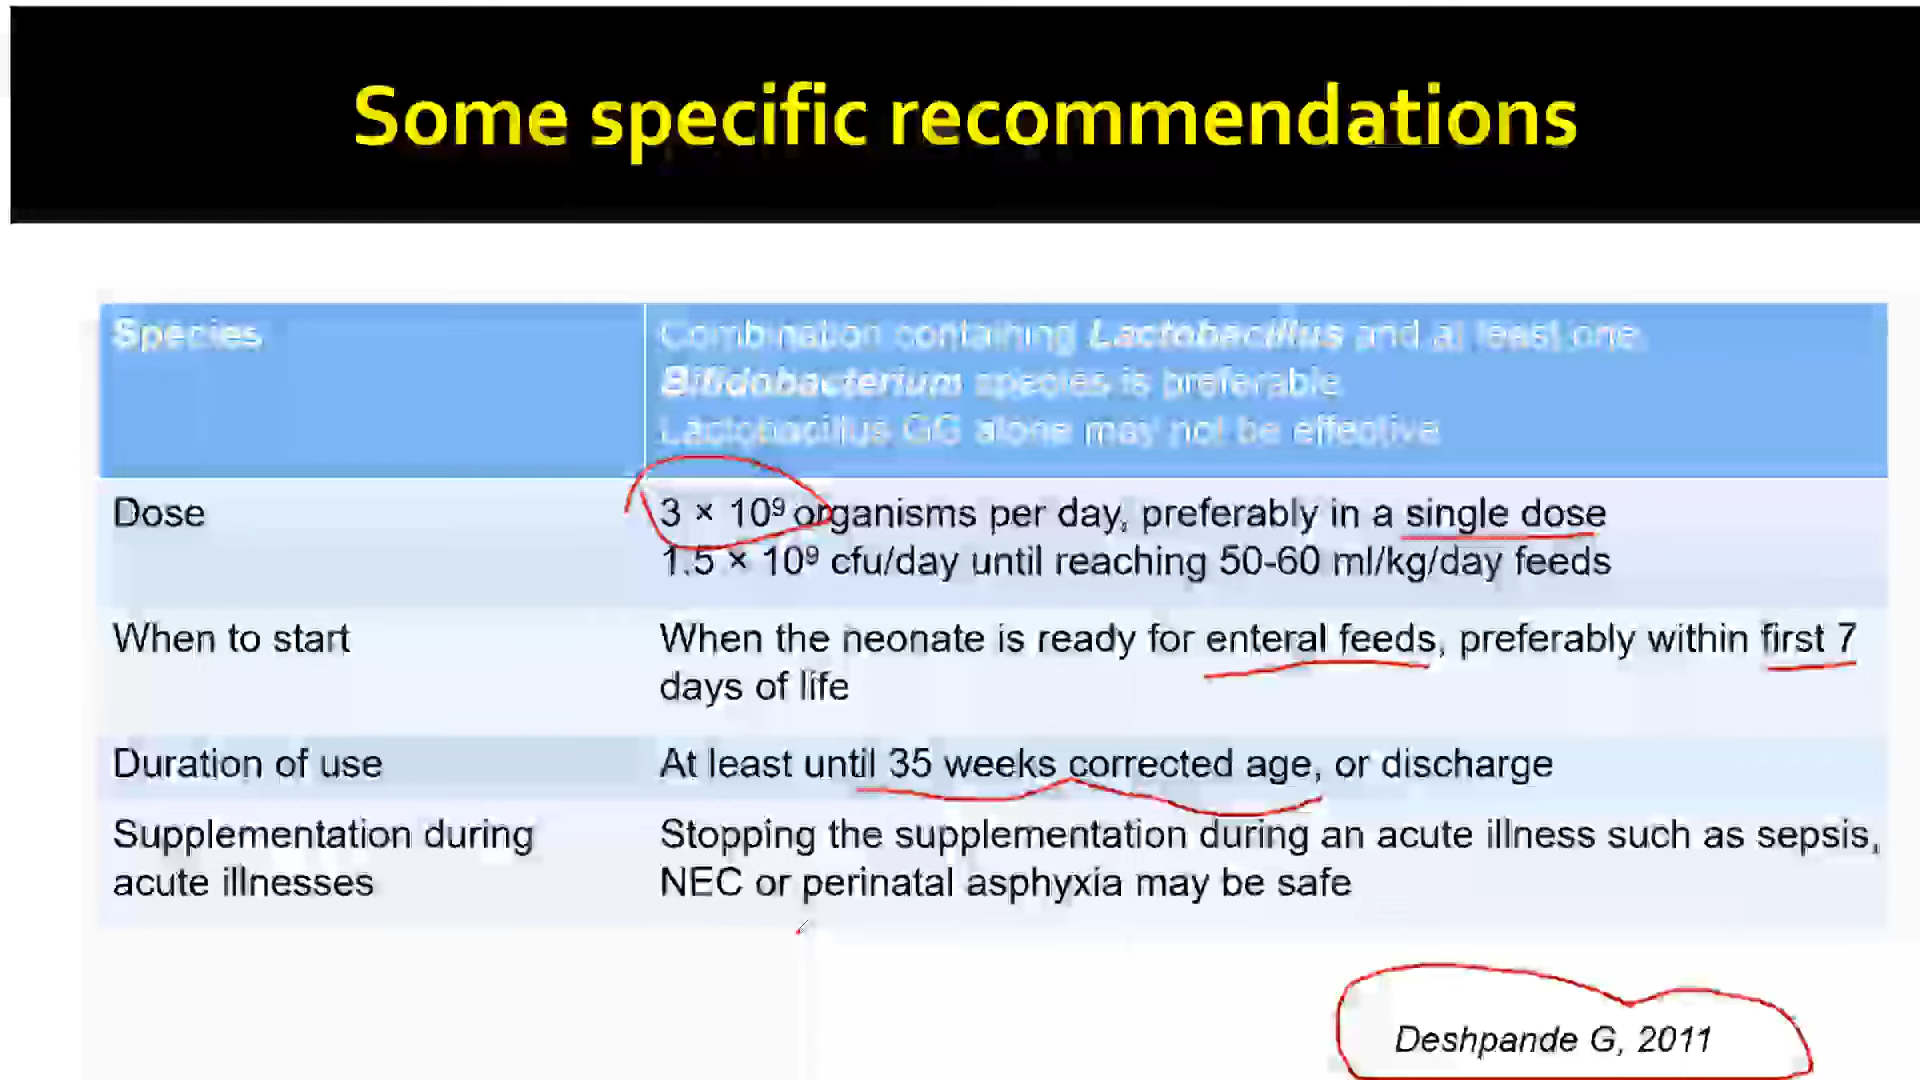 Some specific recommendations
Species
Combination containing Lactobacillus and at least one
Bifidobacterium species is preferable
Lactobacillus GG alone may not be effective
Dose
3 × 10⁹ organisms per day, preferably in a single dose
1.5 × 10⁹ cfu/day until reaching 50-60 ml/kg/day feeds
When to start
When the neonate is ready for enteral feeds, preferably within first 7
days of life
Duration of use
At least until 35 weeks corrected age, or discharge
Supplementation during
acute illnesses
Stopping the supplementation during an acute illness such as sepsis,
NEC or perinatal asphyxia may be safe
Deshpande G, 2011